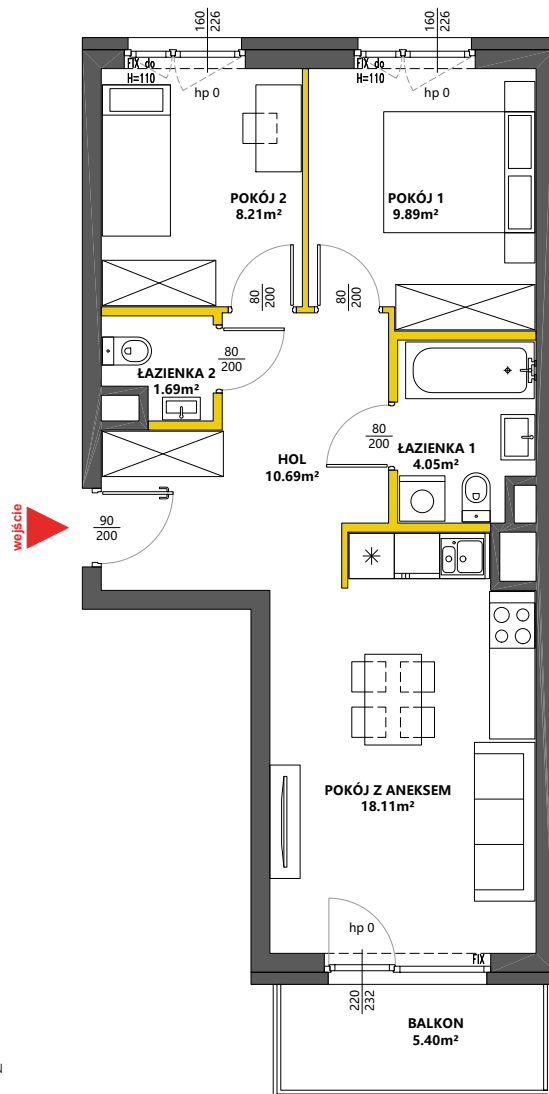 160
226
160
226
FIX do
H=110
hp 0
FIX do
H=110
hp 0
POKÓJ 2
8.21m²
POKÓJ 1
9.89m²
80
200
80
200
80
200
ŁAZIENKA 2
1.69m²
80
200
ŁAZIENKA 1
4.05m²
HOL
10.69m²
wejście
90
200
POKÓJ Z ANEKSEM
18.11m²
hp 0
FIX
220
232
BALKON
5.40m²